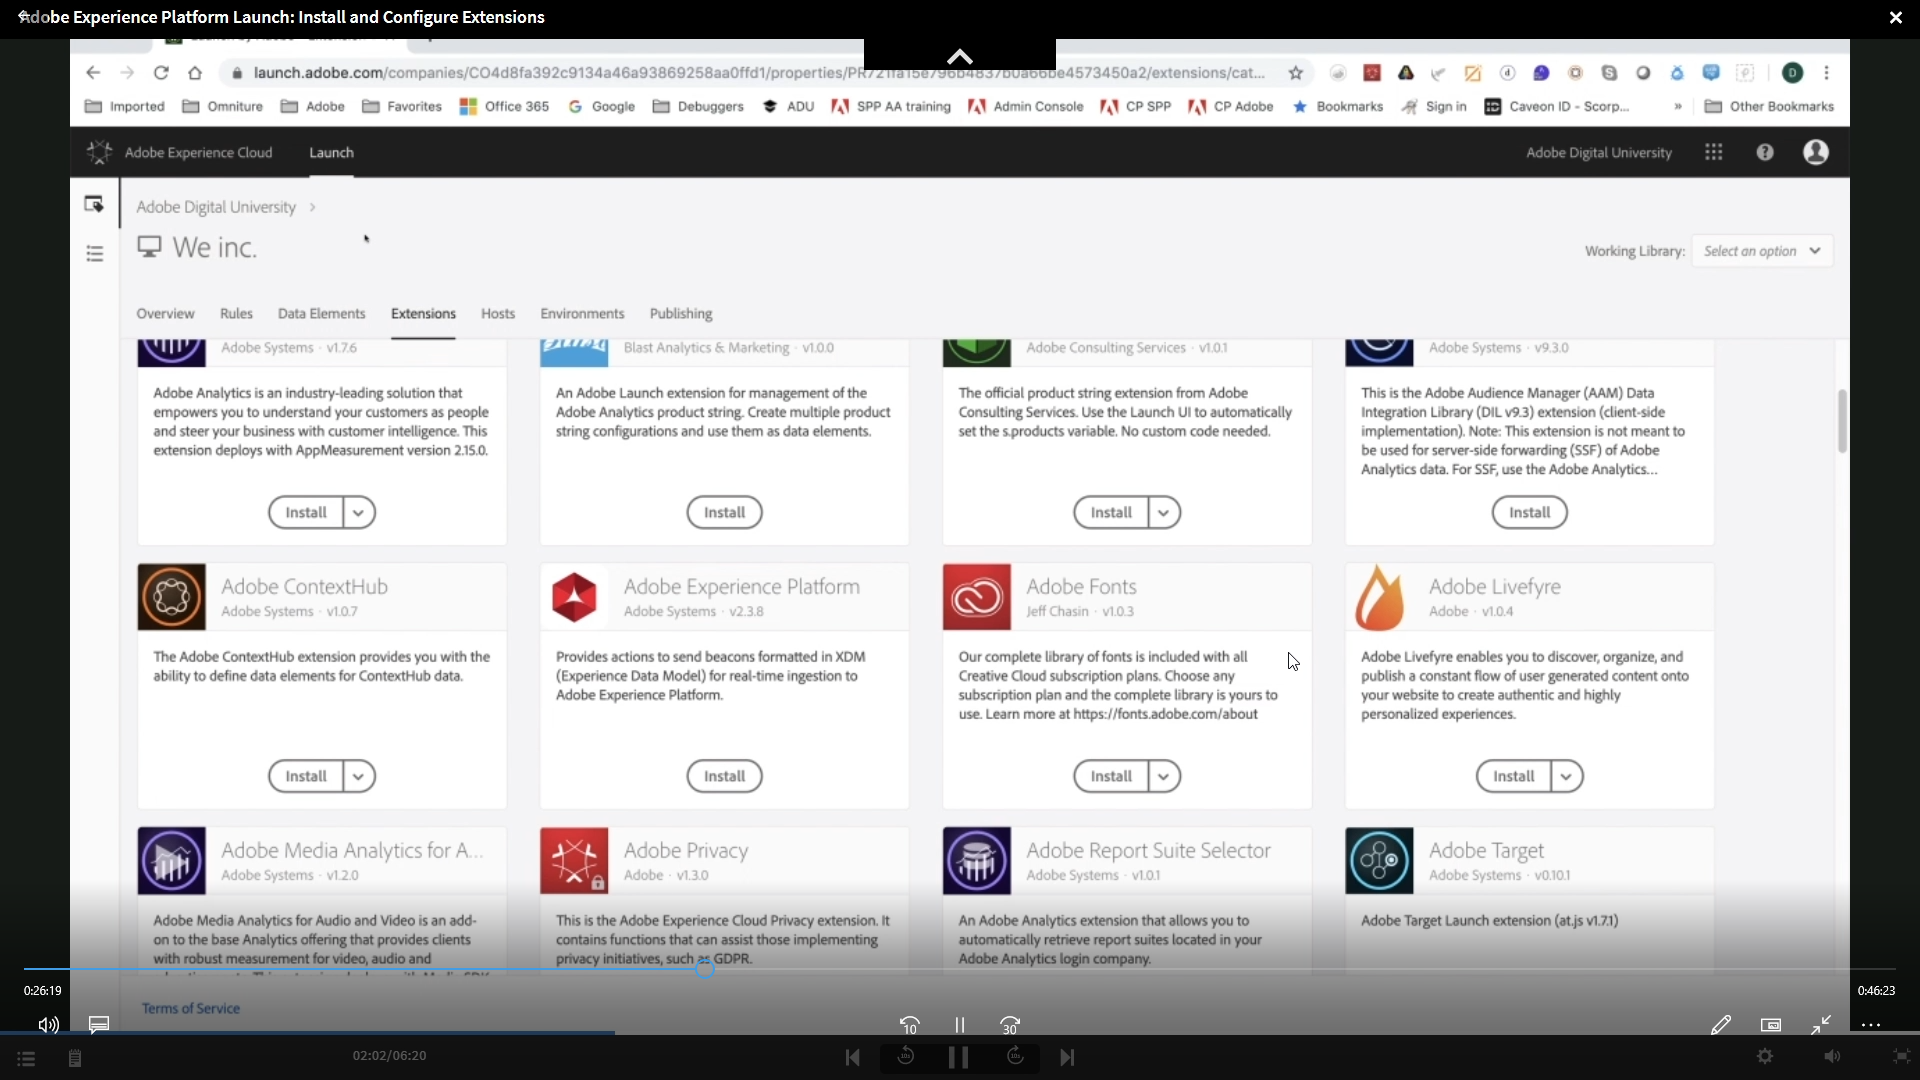 Adobe Experience Platform Launch: Install and Configure Extensions
Imported Omniture Adobe Favorites Office 365 Google Debuggers ADU SPP AA training Admin Console CP SPP CP Adobe Bookmarks Sign in Caveon ID - Scorp... » Other Bookmarks
Adobe Experience Cloud Launch Adobe Digital University
Adobe Digital University >
We inc.
Working Library: Select an option
Overview Rules Data Elements Extensions Hosts Environments Publishing
Adobe Systems · v1.7.6
Adobe Analytics is an industry-leading solution that
empowers you to understand your customers as people
and steer your business with customer intelligence. This
extension deploys with AppMeasurement version 2.15.0.
Install
Blast Analytics & Marketing · v1.0.0
An Adobe Launch extension for management of the
Adobe Analytics product string. Create multiple product
string configurations and use them as data elements.
Install
Adobe Consulting Services · v1.0.1
The official product string extension from Adobe
Consulting Services. Use the Launch UI to automatically
set the s.products variable. No custom code needed.
Install
Adobe Systems · v9.3.0
This is the Adobe Audience Manager (AAM) Data
Integration Library (DIL v9.3) extension (client-side
implementation). Note: This extension is not meant to
be used for server-side forwarding (SSF) of Adobe
Analytics data. For SSF, use the Adobe Analytics...
Install
Adobe ContextHub
Adobe Systems · v1.0.7
The Adobe ContextHub extension provides you with the
ability to define data elements for ContextHub data.
Install
Adobe Experience Platform
Adobe Systems · v2.3.8
Provides actions to send beacons formatted in XDM
(Experience Data Model) for real-time ingestion to
Adobe Experience Platform.
Install
Adobe Fonts
Jeff Chasin · v1.0.3
Our complete library of fonts is included with all
Creative Cloud subscription plans. Choose any
subscription plan and the complete library is yours to
use. Learn more at https://fonts.adobe.com/about
Install
Adobe Livefyre
Adobe · v1.0.4
Adobe Livefyre enables you to discover, organize, and
publish a constant flow of user generated content onto
your website to create authentic and highly
personalized experiences.
Install
Adobe Media Analytics for A...
Adobe Systems · v1.2.0
Adobe Media Analytics for Audio and Video is an add-
on to the base Analytics offering that provides clients
with robust measurement for video, audio and
Adobe Privacy
Adobe · v1.3.0
This is the Adobe Experience Cloud Privacy extension. It
contains functions that can assist those implementing
privacy initiatives, such as GDPR.
Adobe Report Suite Selector
Adobe Systems · v1.0.1
An Adobe Analytics extension that allows you to
automatically retrieve report suites located in your
Adobe Analytics login company.
Adobe Target
Adobe Systems · v0.10.1
Adobe Target Launch extension (at.js v1.7.1)
0:26:19
0:46:23
Terms of Service
10 30
02:02/06:20